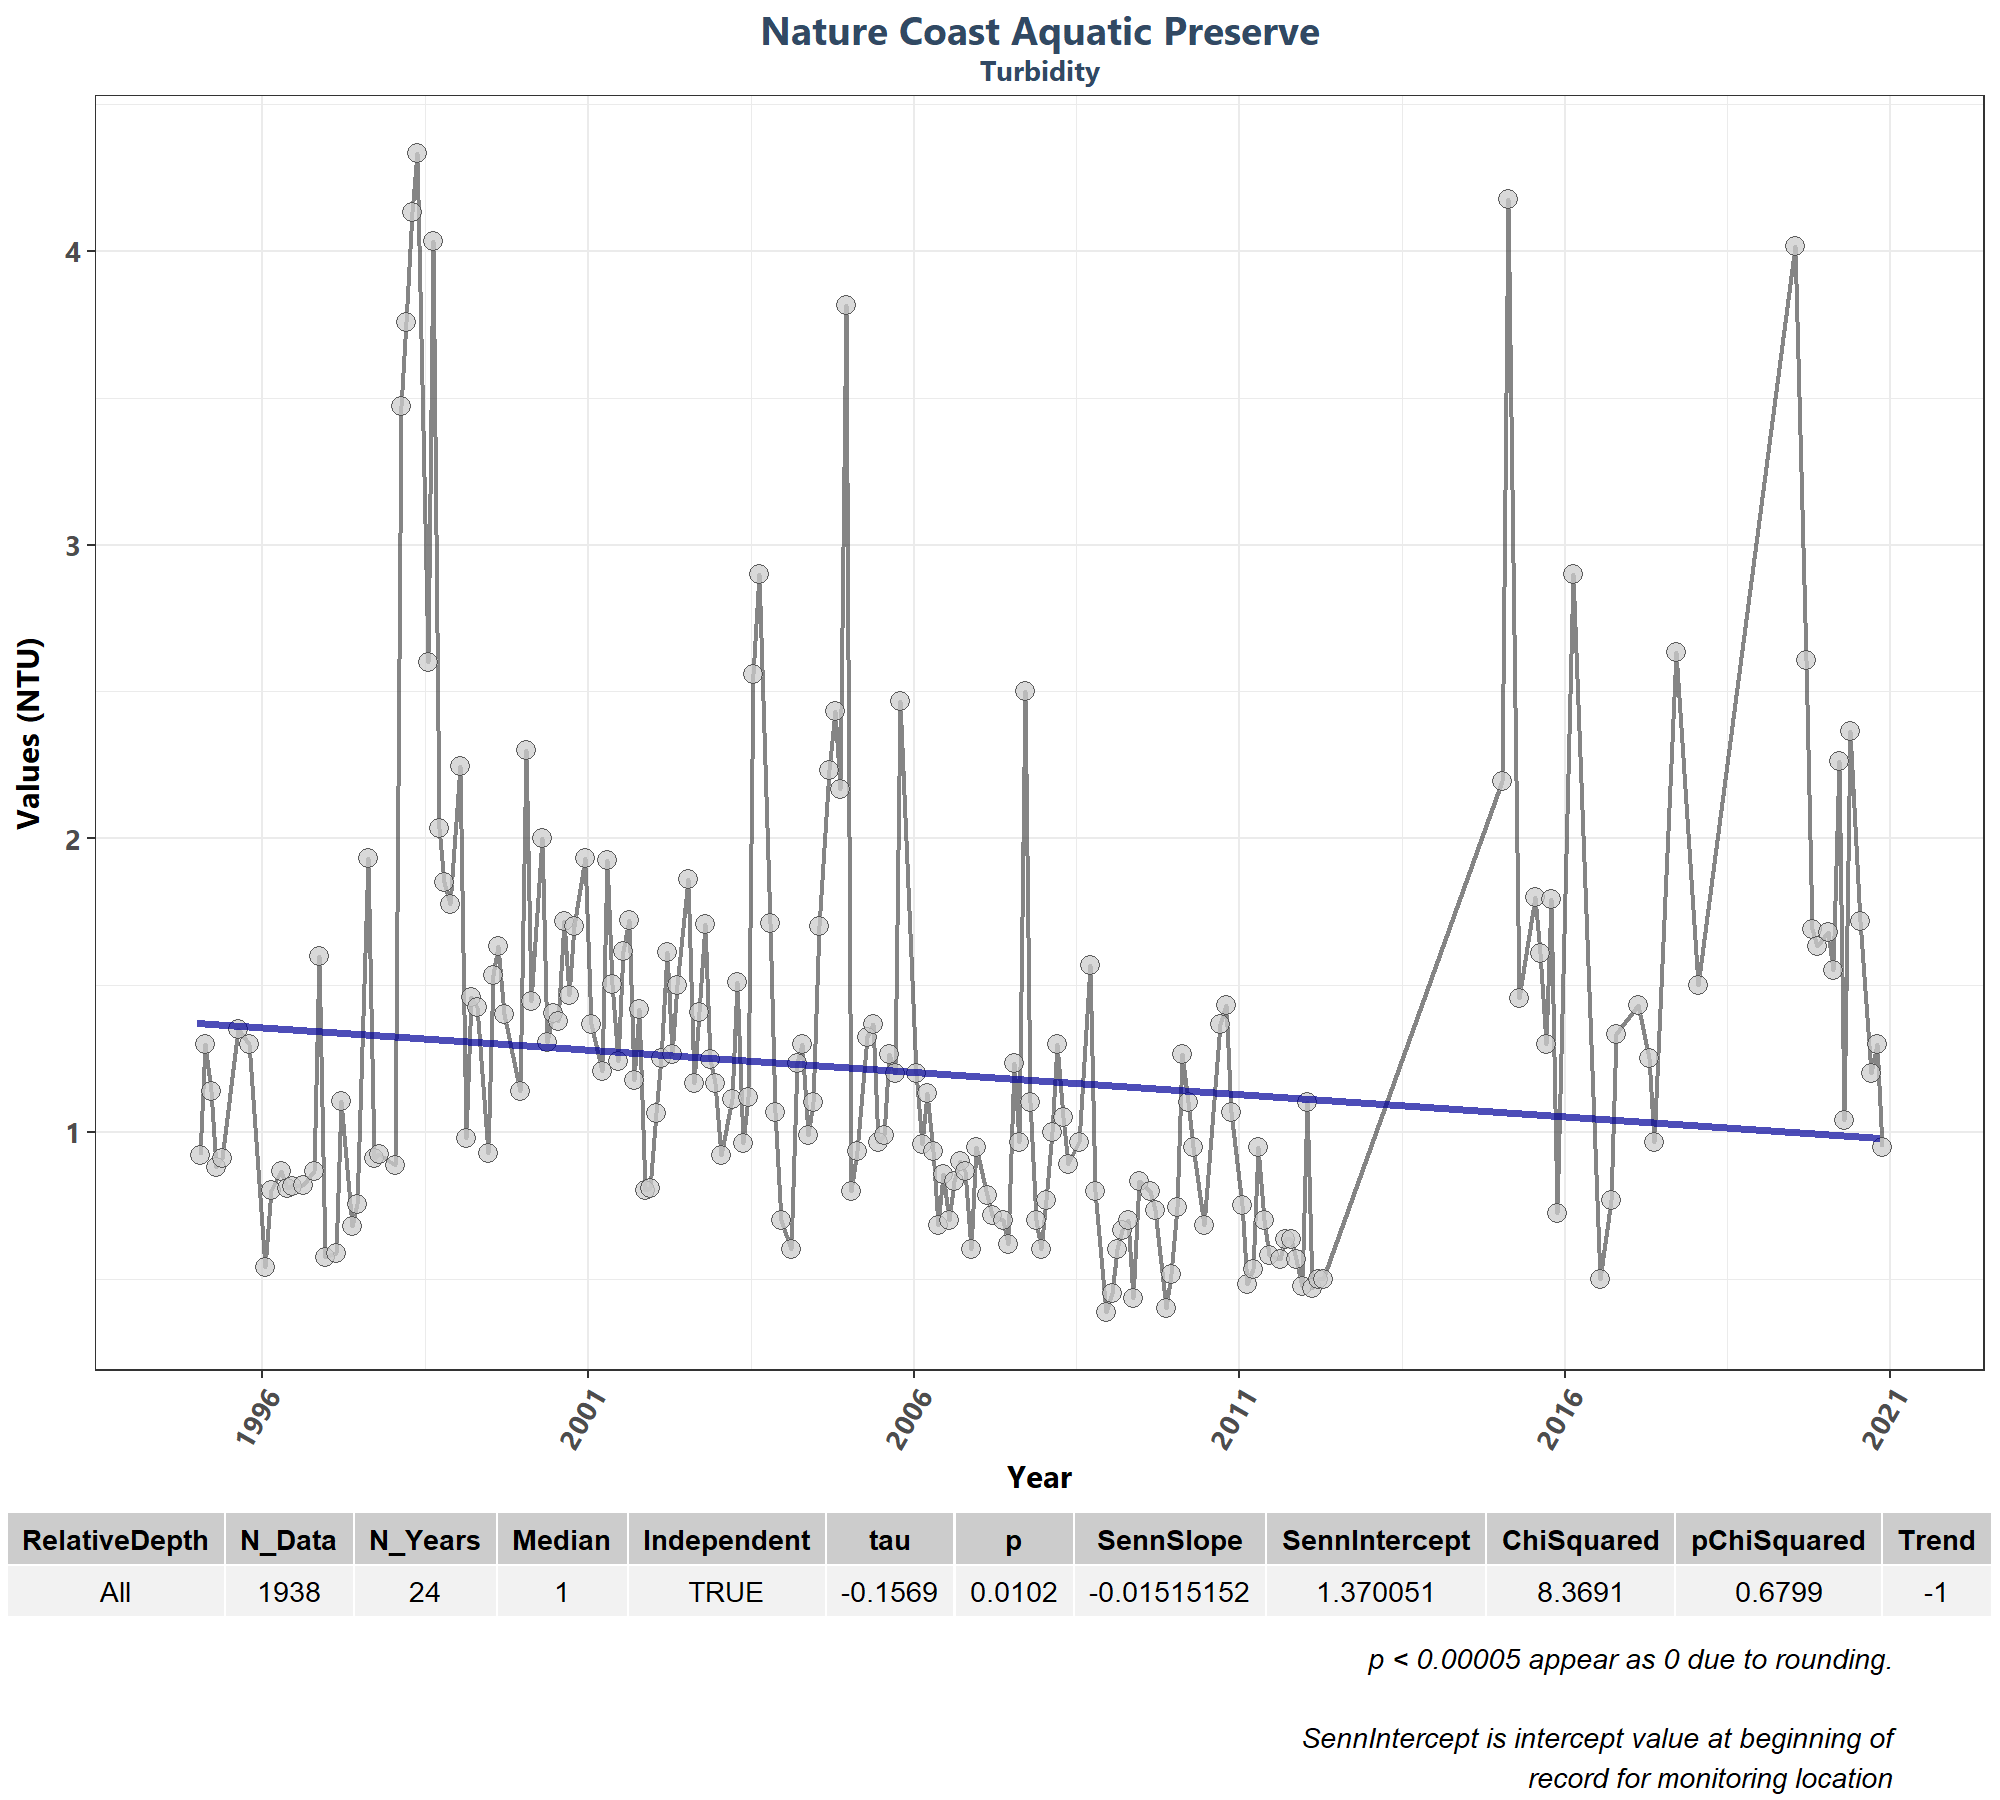 Nature Coast Aquatic Preserve
Turbidity
Values (NTU)
4
3
2
1
1996 2001 2006 2011 2016 2021
Year
RelativeDepth N_Data N_Years Median Independent tau p SennSlope SennIntercept ChiSquared pChiSquared Trend
All 1938 24 1 TRUE -0.1569 0.0102 -0.01515152 1.370051 8.3691 0.6799 -1
p < 0.00005 appear as 0 due to rounding.
SennIntercept is intercept value at beginning of
record for monitoring location